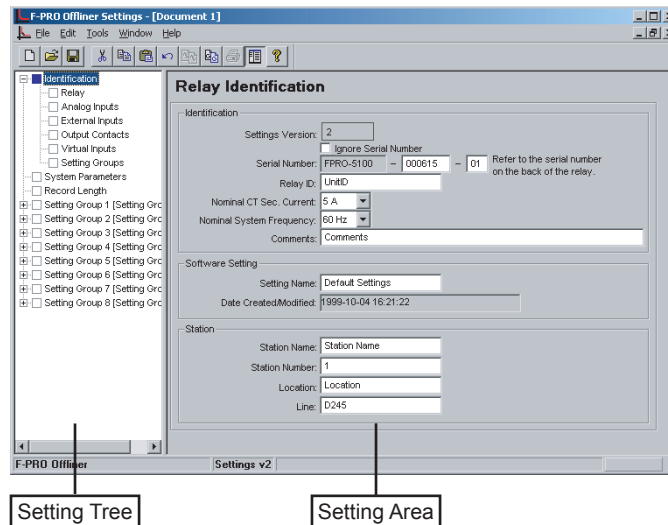 F-PRO Offliner Settings - [Document 1]
File Edit Tools Window Help
Identification
Relay
Analog Inputs
External Inputs
Output Contacts
Virtual Inputs
Setting Groups
System Parameters
Record Length
Setting Group 1 [Setting Grc
Setting Group 2 [Setting Grc
Setting Group 3 [Setting Grc
Setting Group 4 [Setting Grc
Setting Group 5 [Setting Grc
Setting Group 6 [Setting Grc
Setting Group 7 [Setting Grc
Setting Group 8 [Setting Grc
Relay Identification
Identification
Settings Version: 2
Ignore Serial Number
Serial Number: FPRO-5100 - 000615 - 01 Refer to the serial number
on the back of the relay.
Relay ID: UnitID
Nominal CT Sec. Current: 5 A
Nominal System Frequency: 60 Hz
Comments: Comments
Software Setting
Setting Name: Default Settings
Date Created/Modified: 1999-10-04 16:21:22
Station
Station Name: Station Name
Station Number: 1
Location: Location
Line: D245
F-PRO Offliner Settings v2
Setting Tree Setting Area